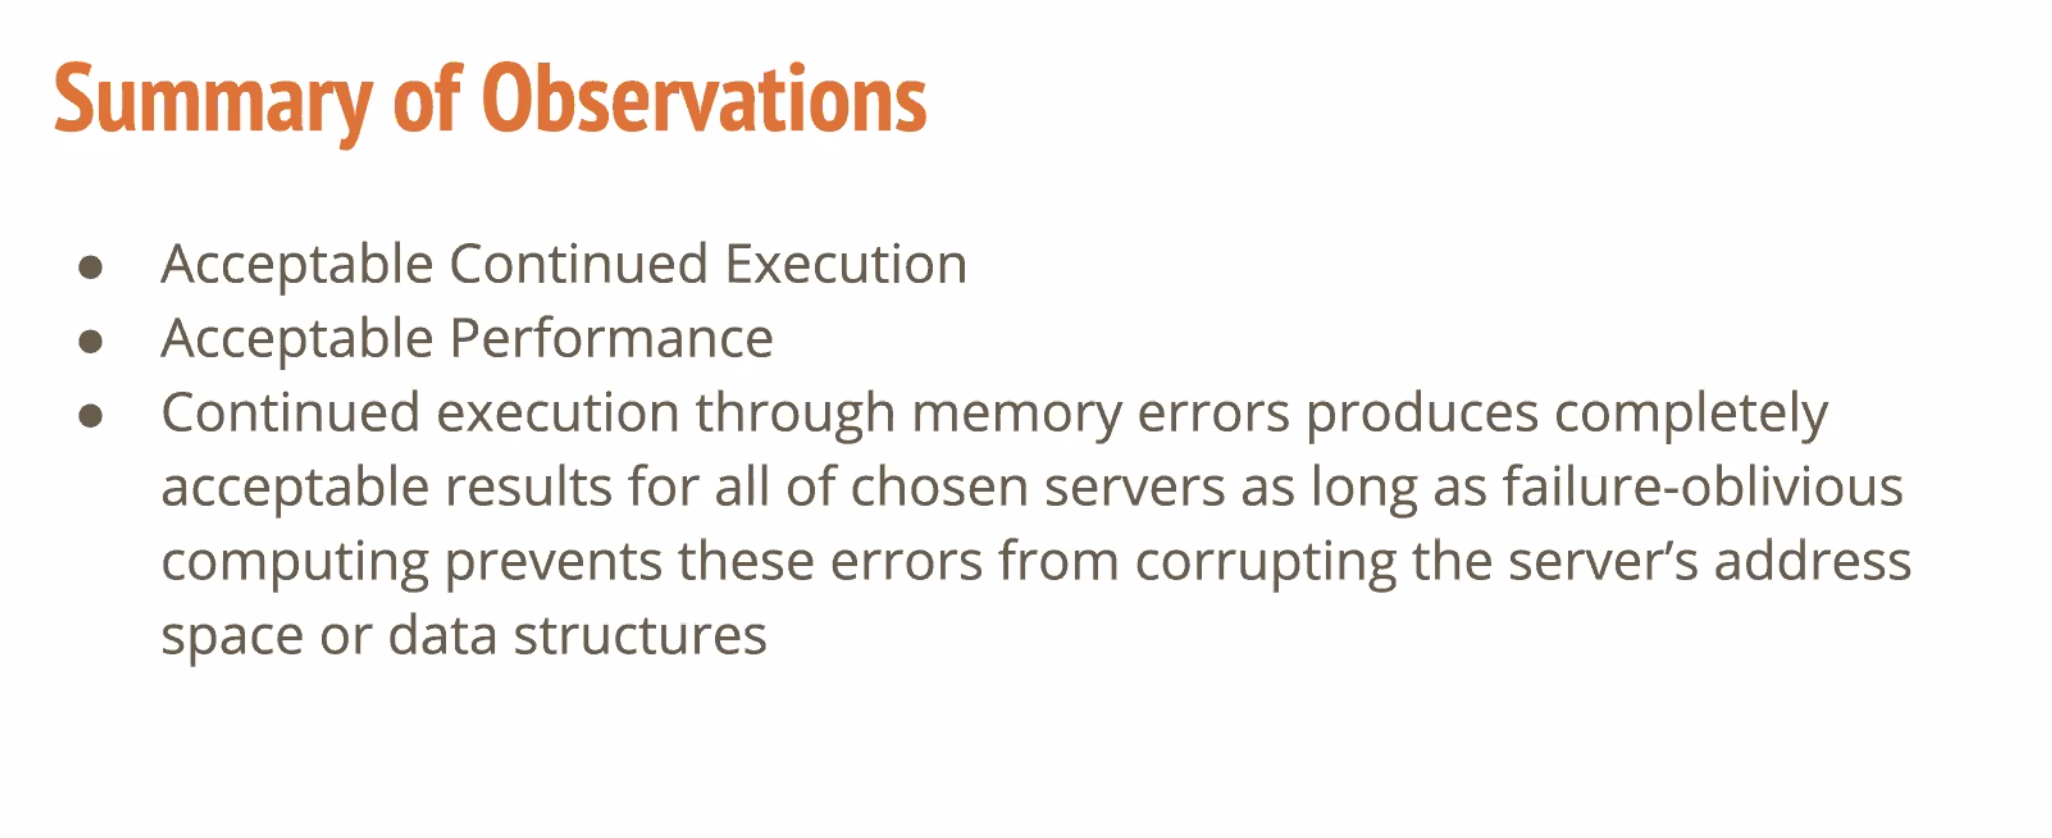 Summary of Observations
● Acceptable Continued Execution
● Acceptable Performance
● Continued execution through memory errors produces completely
acceptable results for all of chosen servers as long as failure-oblivious
computing prevents these errors from corrupting the server’s address
space or data structures